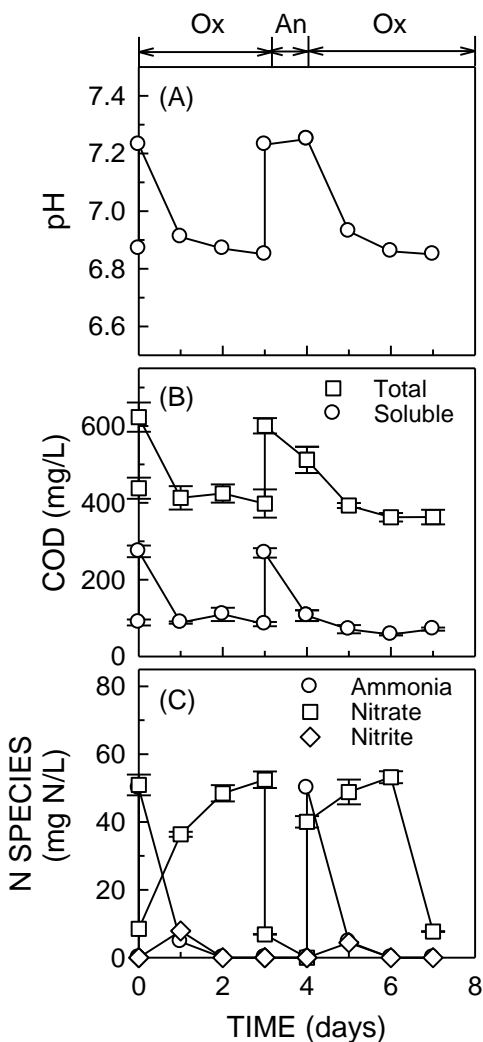 Ox An Ox
(A)
7.4
7.2
7.0
6.8
6.6
pH
(B)
Total
Soluble
600
400
200
0
COD (mg/L)
(C)
Ammonia
Nitrate
Nitrite
80
60
40
20
0
N SPECIES
(mg N/L)
0 2 4 6 8
TIME (days)